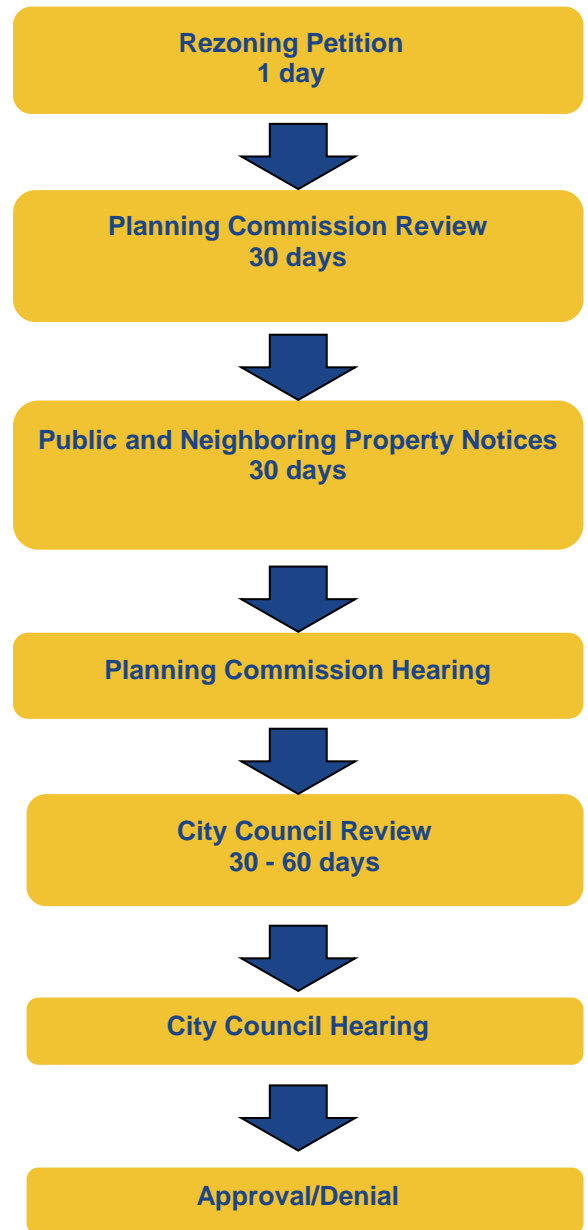 Rezoning Petition
1 day
Planning Commission Review
30 days
Public and Neighboring Property Notices
30 days
Planning Commission Hearing
City Council Review
30 - 60 days
City Council Hearing
Approval/Denial